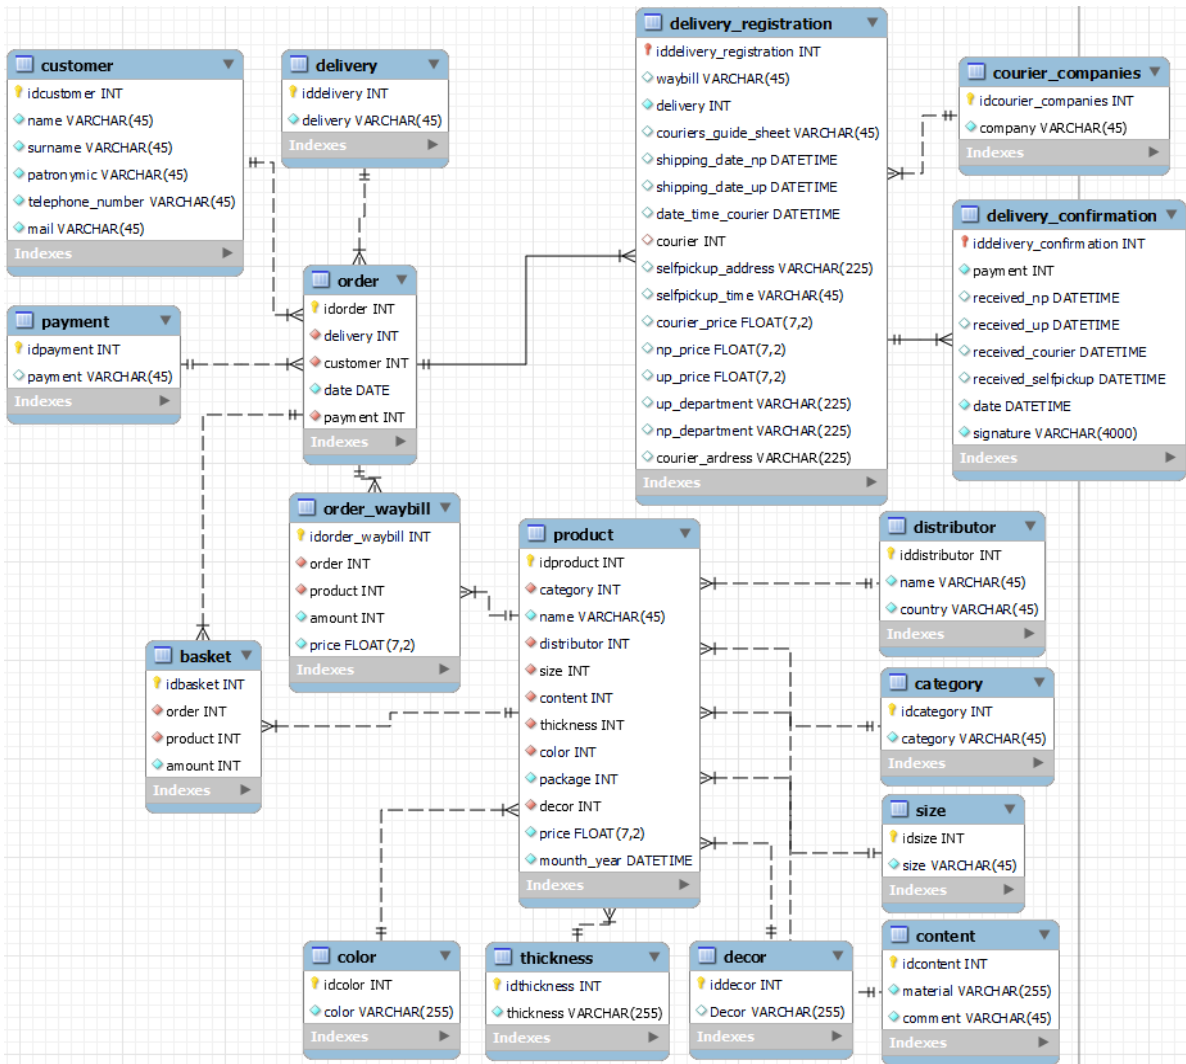 customer
idcustomer INT
name VARCHAR(45)
surname VARCHAR(45)
patronymic VARCHAR(45)
telephone_number VARCHAR(45)
mail VARCHAR(45)
Indexes
delivery
iddelivery INT
delivery VARCHAR(45)
Indexes
delivery_registration
iddelivery_registration INT
waybill VARCHAR(45)
delivery INT
couriers_guide_sheet VARCHAR(45)
shipping_date_np DATETIME
shipping_date_up DATETIME
date_time_courier DATETIME
courier INT
selfpickup_address VARCHAR(225)
selfpickup_time VARCHAR(45)
courier_price FLOAT(7,2)
np_price FLOAT(7,2)
up_price FLOAT(7,2)
up_department VARCHAR(225)
np_department VARCHAR(225)
courier_ardress VARCHAR(225)
Indexes
courier_companies
idcourier_companies INT
company VARCHAR(45)
Indexes
delivery_confirmation
iddelivery_confirmation INT
payment INT
received_np DATETIME
received_up DATETIME
received_courier DATETIME
received_selfpickup DATETIME
date DATETIME
signature VARCHAR(4000)
Indexes
payment
idpayment INT
payment VARCHAR(45)
Indexes
order
idorder INT
delivery INT
customer INT
date DATE
payment INT
Indexes
order_waybill
idorder_waybill INT
order INT
product INT
amount INT
price FLOAT(7,2)
Indexes
basket
idbasket INT
order INT
product INT
amount INT
Indexes
product
idproduct INT
category INT
name VARCHAR(45)
distributor INT
size INT
content INT
thickness INT
color INT
package INT
decor INT
price FLOAT(7,2)
mounth_year DATETIME
Indexes
distributor
iddistributor INT
name VARCHAR(45)
country VARCHAR(45)
Indexes
category
idcategory INT
category VARCHAR(45)
Indexes
size
idsize INT
size VARCHAR(45)
Indexes
color
idcolor INT
color VARCHAR(255)
Indexes
thickness
idthickness INT
thickness VARCHAR(255)
Indexes
decor
iddecor INT
Decor VARCHAR(255)
Indexes
content
idcontent INT
material VARCHAR(255)
comment VARCHAR(45)
Indexes